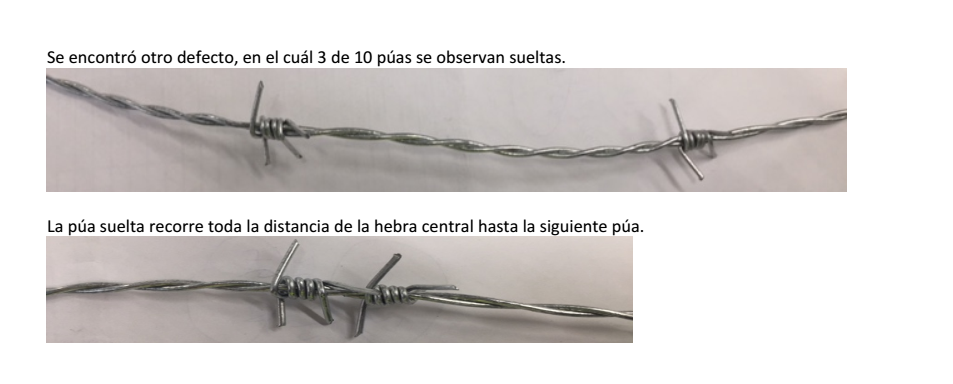 Se encontró otro defecto, en el cuál 3 de 10 púas se observan sueltas.
La púa suelta recorre toda la distancia de la hebra central hasta la siguiente púa.